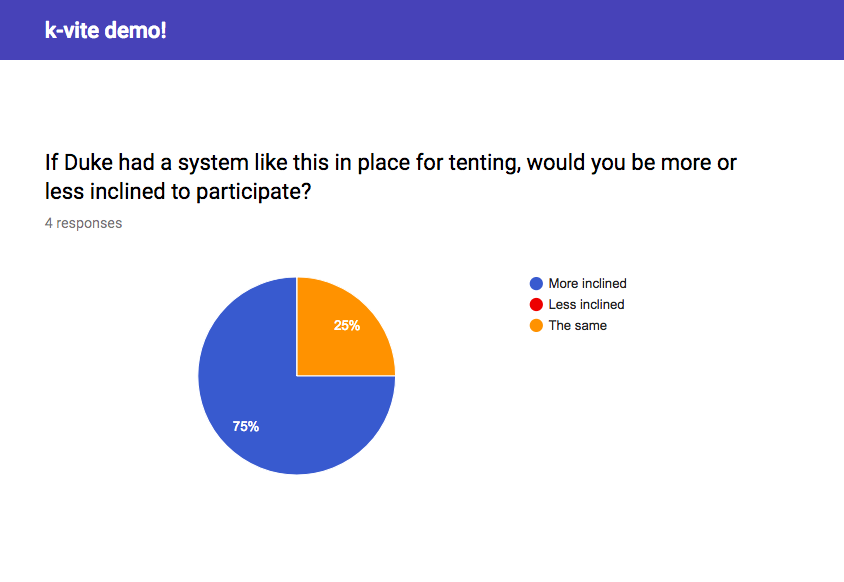 k-vite demo!
If Duke had a system like this in place for tenting, would you be more or
less inclined to participate?
4 responses
More inclined
Less inclined
The same
25%
75%